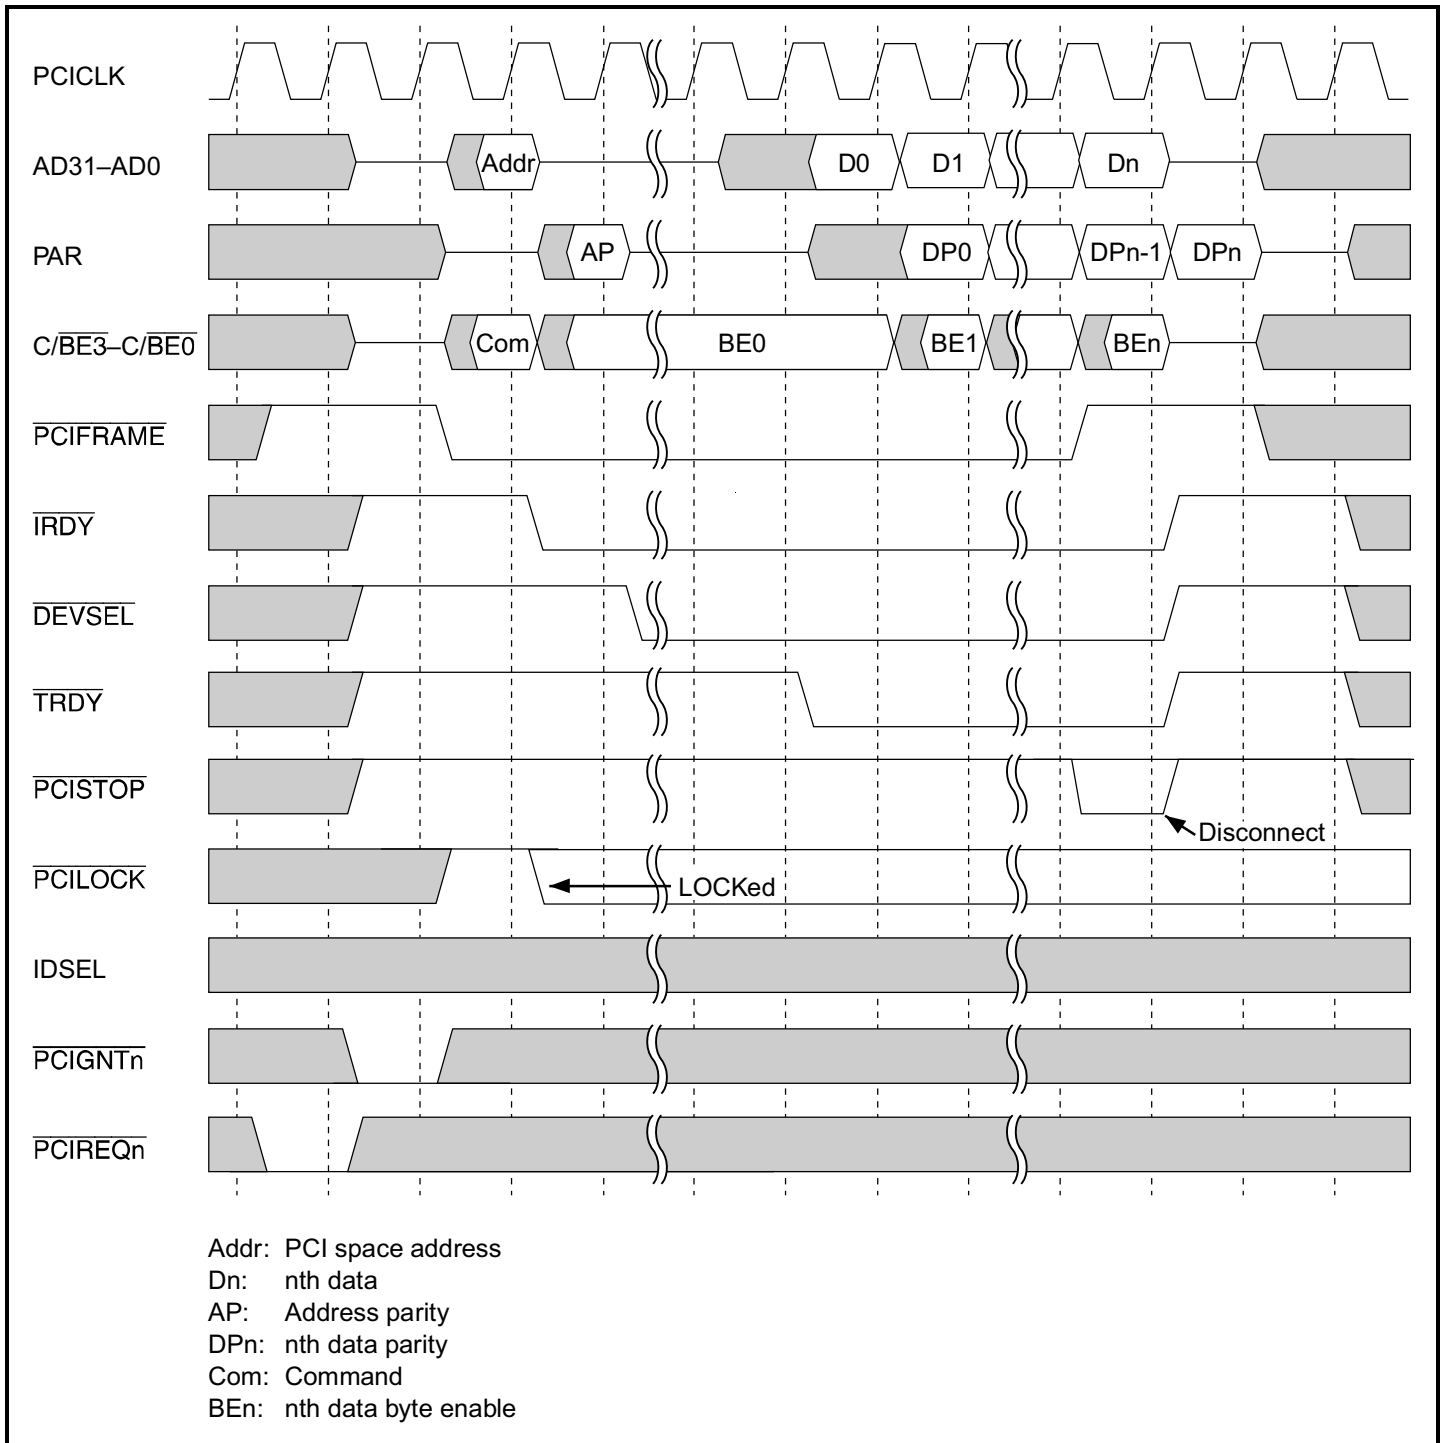 PCICLK
AD31–AD0 Addr D0 D1 Dn
PAR AP DP0 DPn-1 DPn
C/BE3–C/BE0 Com BE0 BE1 BEn
PCIFRAME
IRDY
DEVSEL
TRDY
PCISTOP
Disconnect
PCILOCK LOCKed
IDSEL
PCIGNTn
PCIREQn
Addr: PCI space address
Dn: nth data
AP: Address parity
DPn: nth data parity
Com: Command
BEn: nth data byte enable